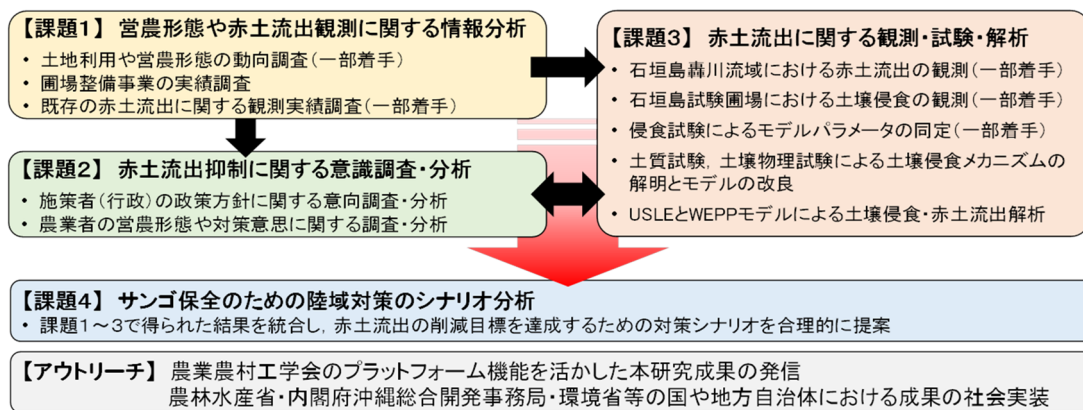 【課題1】 営農形態や赤土流出観測に関する情報分析
・ 土地利用や営農形態の動向調査(一部着手)
・ 圃場整備事業の実績調査
・ 既存の赤土流出に関する観測実績調査(一部着手)
【課題2】 赤土流出抑制に関する意識調査・分析
・ 施策者(行政)の政策方針に関する意向調査・分析
・ 農業者の営農形態や対策意思に関する調査・分析
【課題3】 赤土流出に関する観測・試験・解析
・ 石垣島轟川流域における赤土流出の観測(一部着手)
・ 石垣島試験圃場における土壌侵食の観測(一部着手)
・ 侵食試験によるモデルパラメータの同定(一部着手)
・ 土質試験，土壌物理試験による土壌侵食メカニズムの
解明とモデルの改良
・ USLEとWEPPモデルによる土壌侵食・赤土流出解析
【課題4】 サンゴ保全のための陸域対策のシナリオ分析
・ 課題1～3で得られた結果を統合し，赤土流出の削減目標を達成するための対策シナリオを合理的に提案
【アウトリーチ】 農業農村工学会のプラットフォーム機能を活かした本研究成果の発信
農林水産省・内閣府沖縄総合開発事務局・環境省等の国や地方自治体における成果の社会実装